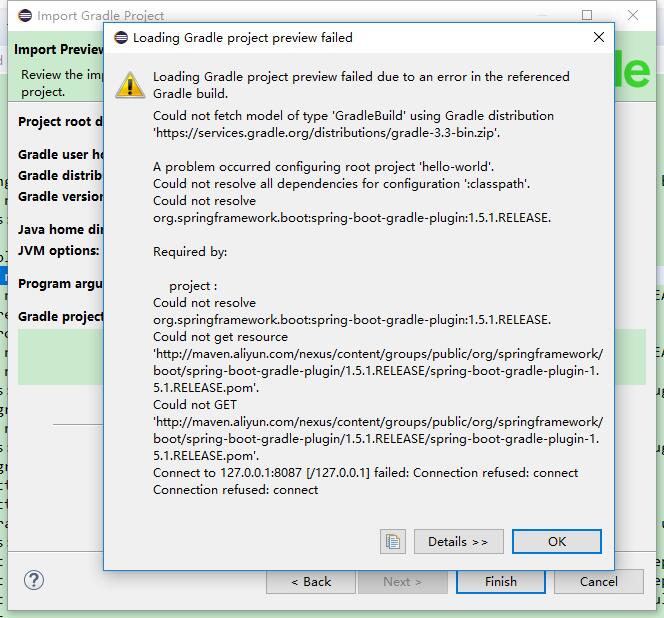 Import Gradle Project
Loading Gradle project preview failed
Import Preview
Review the imp
project.
le
Loading Gradle project preview failed due to an error in the referenced
Gradle build.
Could not fetch model of type 'GradleBuild' using Gradle distribution
'https://services.gradle.org/distributions/gradle-3.3-bin.zip'.
A problem occurred configuring root project 'hello-world'.
Could not resolve all dependencies for configuration ':classpath'.
Could not resolve
org.springframework.boot:spring-boot-gradle-plugin:1.5.1.RELEASE.
Required by:
project :
Could not resolve
org.springframework.boot:spring-boot-gradle-plugin:1.5.1.RELEASE.
Could not get resource
'http://maven.aliyun.com/nexus/content/groups/public/org/springframework/
boot/spring-boot-gradle-plugin/1.5.1.RELEASE/spring-boot-gradle-plugin-1.
5.1.RELEASE.pom'.
Could not GET
'http://maven.aliyun.com/nexus/content/groups/public/org/springframework/
boot/spring-boot-gradle-plugin/1.5.1.RELEASE/spring-boot-gradle-plugin-1.
5.1.RELEASE.pom'.
Connect to 127.0.0.1:8087 [/127.0.0.1] failed: Connection refused: connect
Connection refused: connect
Project root d
Gradle user ho
Gradle distrib
Gradle version
Java home dir
JVM options:
Program argu
Gradle project
Details >>
OK
?
< Back
Next >
Finish
Cancel